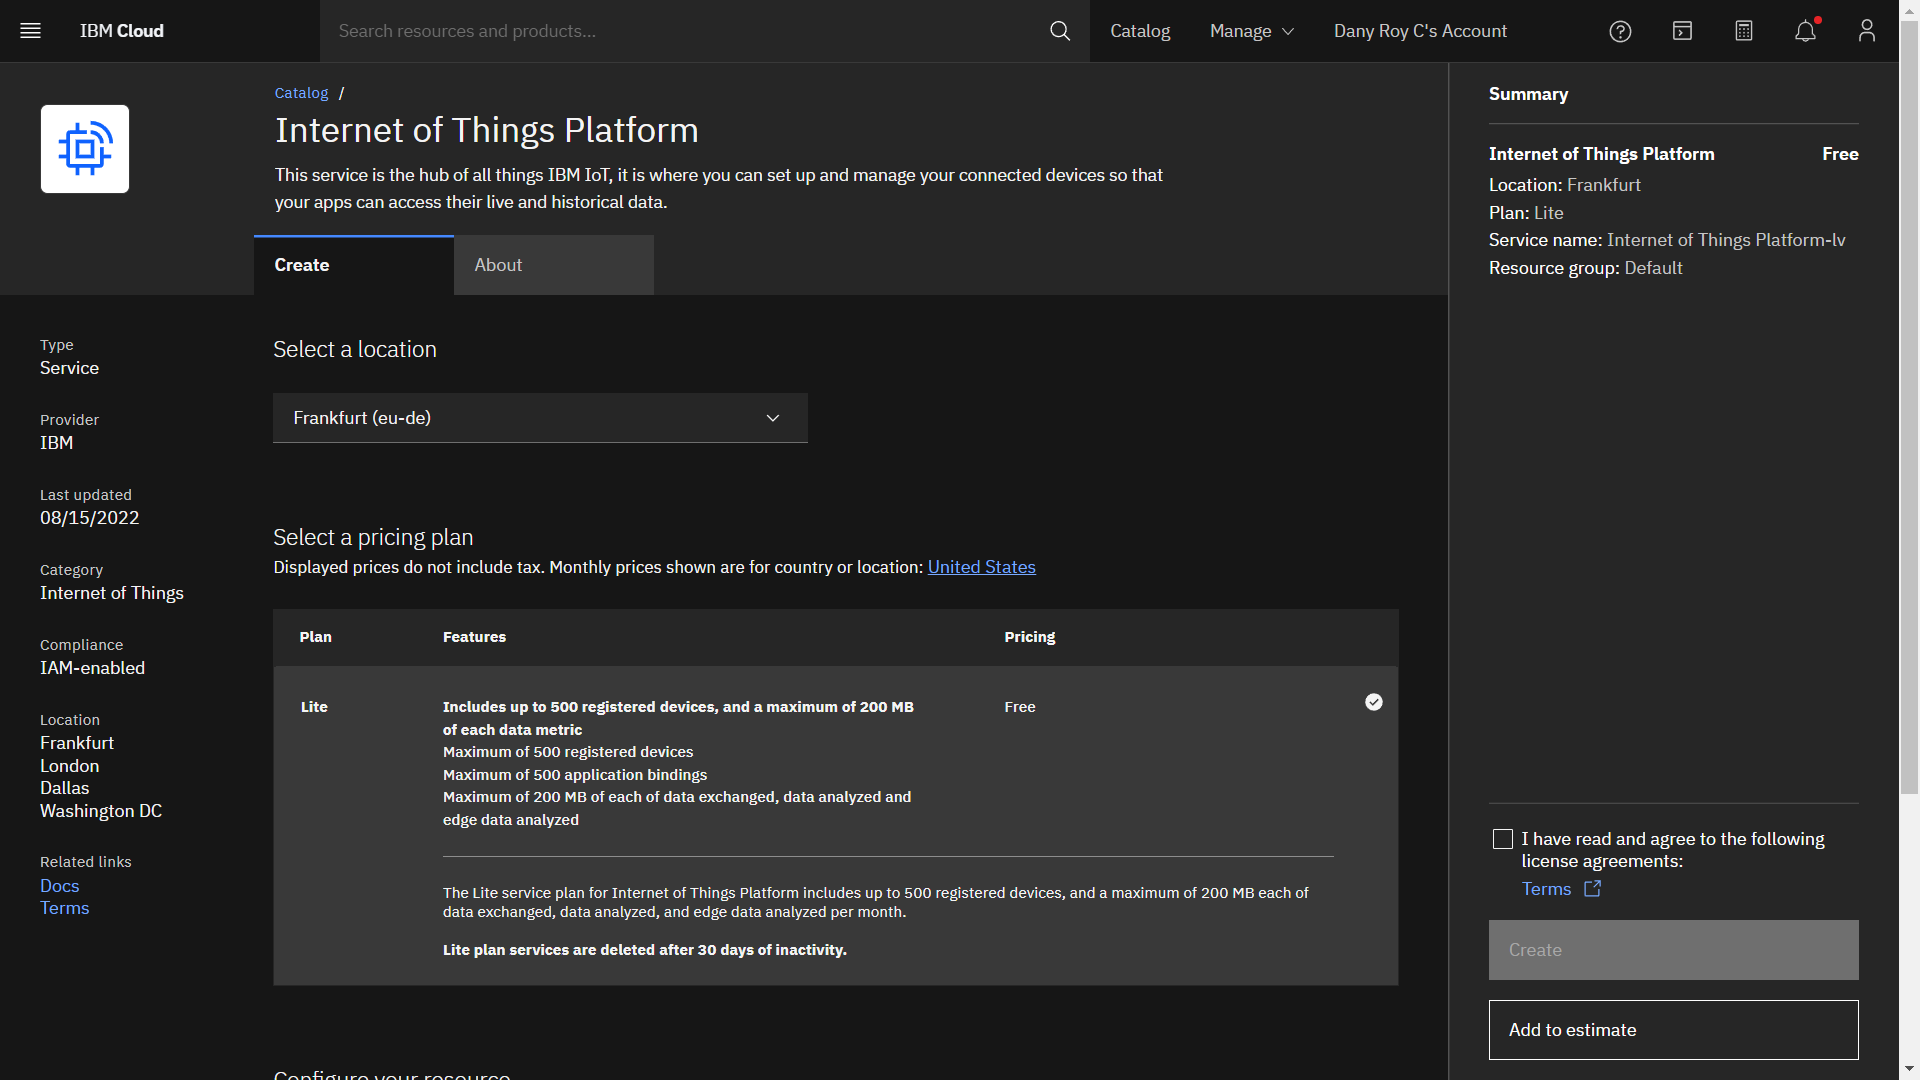 IBM Cloud
Search resources and products...
Catalog
Manage
Dany Roy C's Account
Catalog /
Internet of Things Platform
This service is the hub of all things IBM IoT, it is where you can set up and manage your connected devices so that
your apps can access their live and historical data.
Create
About
Type
Service
Provider
IBM
Last updated
08/15/2022
Category
Internet of Things
Compliance
IAM-enabled
Location
Frankfurt
London
Dallas
Washington DC
Related links
Docs
Terms
Select a location
Frankfurt (eu-de)
Select a pricing plan
Displayed prices do not include tax. Monthly prices shown are for country or location: United States
Plan
Features
Pricing
Lite
Includes up to 500 registered devices, and a maximum of 200 MB
of each data metric
Maximum of 500 registered devices
Maximum of 500 application bindings
Maximum of 200 MB of each of data exchanged, data analyzed and
edge data analyzed
Free
The Lite service plan for Internet of Things Platform includes up to 500 registered devices, and a maximum of 200 MB each of
data exchanged, data analyzed, and edge data analyzed per month.
Lite plan services are deleted after 30 days of inactivity.
Configure your resource
Summary
Internet of Things Platform Free
Location: Frankfurt
Plan: Lite
Service name: Internet of Things Platform-lv
Resource group: Default
I have read and agree to the following
license agreements:
Terms
Create
Add to estimate